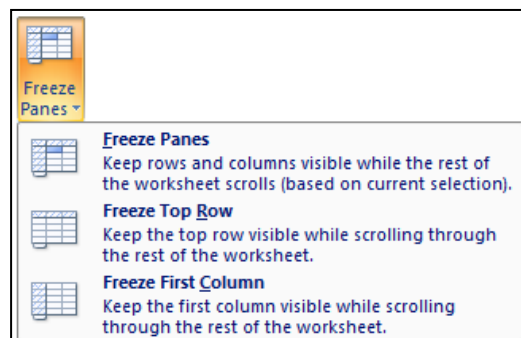 Freeze
Panes
Freeze Panes
Keep rows and columns visible while the rest of
the worksheet scrolls (based on current selection).
Freeze Top Row
Keep the top row visible while scrolling through
the rest of the worksheet.
Freeze First Column
Keep the first column visible while scrolling
through the rest of the worksheet.